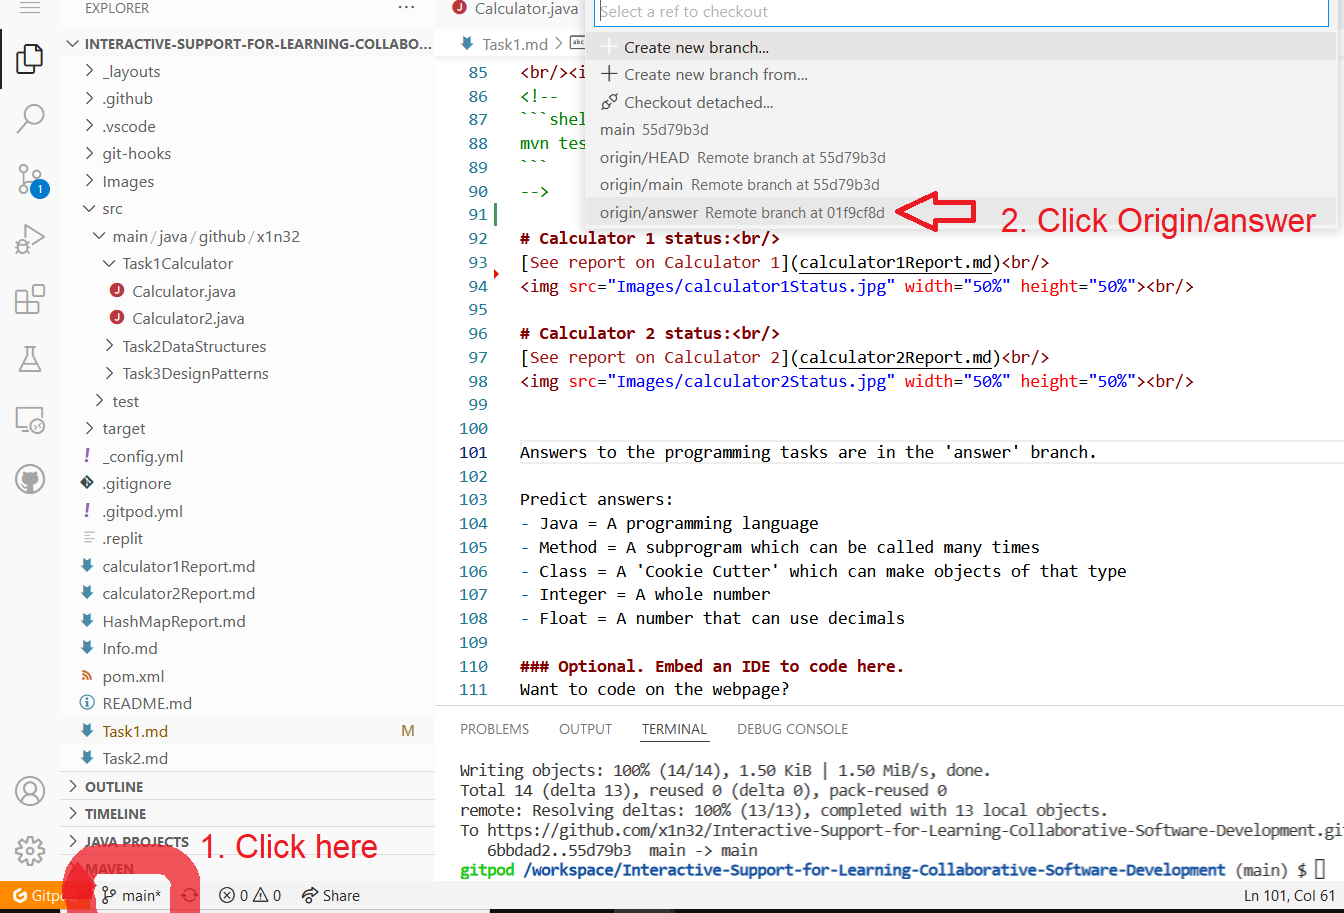 EXPLORER
...
INTERACTIVE-SUPPORT-FOR-LEARNING-COLLABO...
_layouts
.github
.vscode
git-hooks
Images
src
main/java/github/x1n32
Task1Calculator
Calculator.java
Calculator2.java
Task2DataStructures
Task3DesignPatterns
test
target
_config.yml
.gitignore
.gitpod.yml
.replit
calculator1Report.md
calculator2Report.md
HashMapReport.md
Info.md
pom.xml
README.md
Task1.md M
Task2.md
OUTLINE
TIMELINE
JAVA PROJECTS
MAVEN
1
1. Click here
Calculator.java
Task1.md > abc
Select a ref to checkout
Create new branch...
Create new branch from...
Checkout detached...
main 55d79b3d
origin/HEAD Remote branch at 55d79b3d
origin/main Remote branch at 55d79b3d
origin/answer Remote branch at 01f9cf8d
2. Click Origin/answer
85 <br/><i
86 <!--
87 ```shel
88 mvn tes
89 ```
90 -->
91
92 # Calculator 1 status:<br/>
93 [See report on Calculator 1](calculator1Report.md)<br/>
94 <img src="Images/calculator1Status.jpg" width="50%" height="50%"><br/>
95
96 # Calculator 2 status:<br/>
97 [See report on Calculator 2](calculator2Report.md)<br/>
98 <img src="Images/calculator2Status.jpg" width="50%" height="50%"><br/>
99
100
101 Answers to the programming tasks are in the 'answer' branch.
102
103 Predict answers:
104 - Java = A programming language
105 - Method = A subprogram which can be called many times
106 - Class = A 'Cookie Cutter' which can make objects of that type
107 - Integer = A whole number
108 - Float = A number that can use decimals
109
110 ### Optional. Embed an IDE to code here.
111 Want to code on the webpage?
PROBLEMS OUTPUT TERMINAL DEBUG CONSOLE
Writing objects: 100% (14/14), 1.50 KiB | 1.50 MiB/s, done.
Total 14 (delta 13), reused 0 (delta 0), pack-reused 0
remote: Resolving deltas: 100% (13/13), completed with 13 local objects.
To https://github.com/x1n32/Interactive-Support-for-Learning-Collaborative-Software-Development.gi
6bbdad2..55d79b3 main -> main
gitpod /workspace/Interactive-Support-for-Learning-Collaborative-Software-Development (main) $
Gitp main* 0 0 Share Ln 101, Col 61